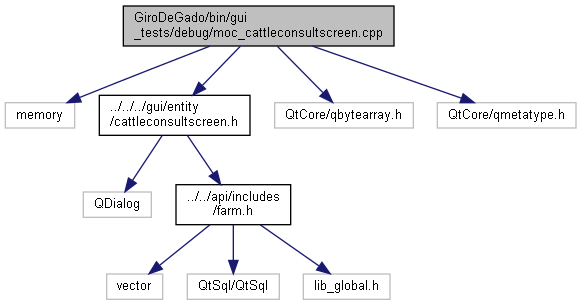 GiroDeGado/bin/gui
_tests/debug/moc_cattleconsultscreen.cpp
memory
../../../gui/entity
/cattleconsultscreen.h
QtCore/qbytearray.h
QtCore/qmetatype.h
QDialog
../../api/includes
/farm.h
vector
QtSql/QtSql
lib_global.h